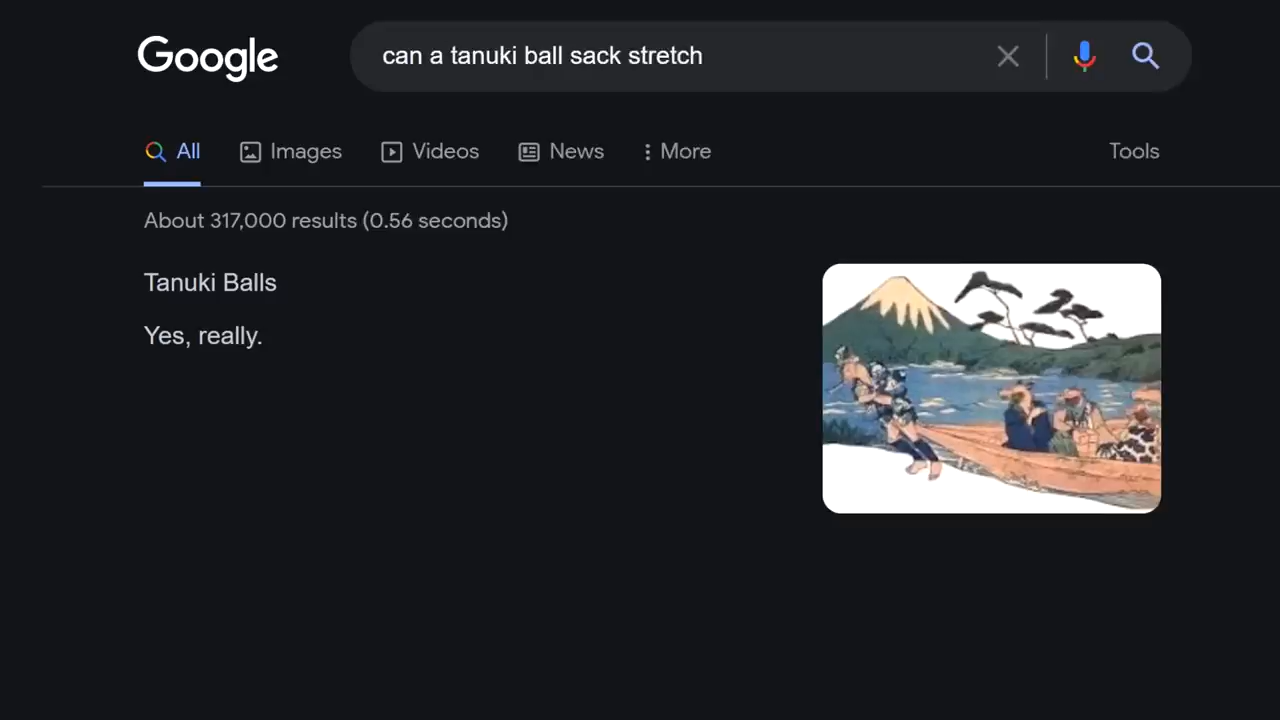 Google
can a tanuki ball sack stretch
All Images Videos News More Tools
About 317,000 results (0.56 seconds)
Tanuki Balls
Yes, really.